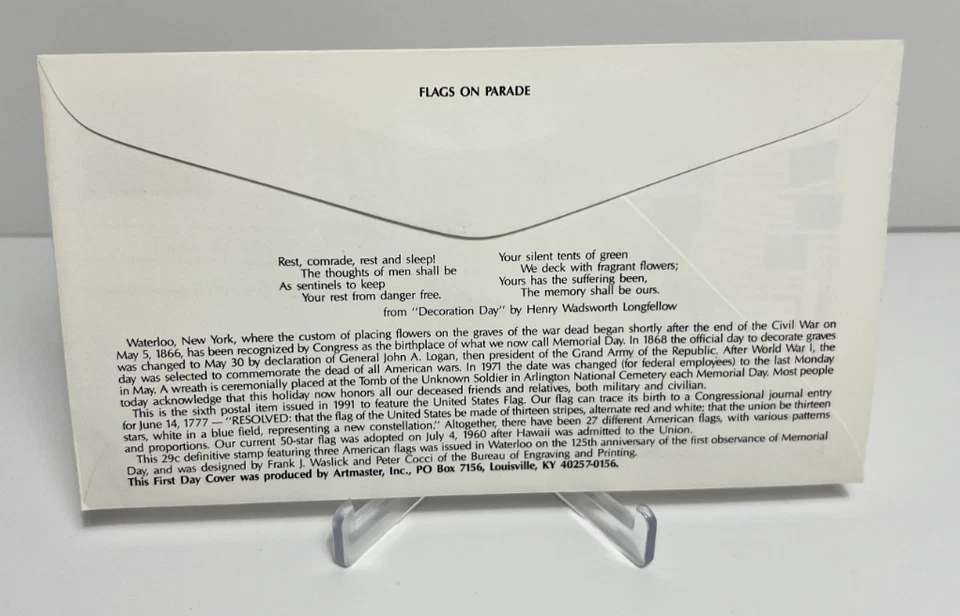 FLAGS ON PARADE
Rest, comrade, rest and sleep!
The thoughts of men shall be
As sentinels to keep
Your rest from danger free.
Your silent tents of green
We deck with fragrant flowers;
Yours has the suffering been,
The memory shall be ours.
from "Decoration Day" by Henry Wadsworth Longfellow
Waterloo, New York, where the custom of placing flowers on the graves of the war dead began shortly after the end of the Civil War on
May 5, 1866, has been recognized by Congress as the birthplace of what we now call Memorial Day. In 1868 the official day to decorate graves
was changed to May 30 by declaration of General John A. Logan, then president of the Grand Army of the Republic. After World War I, the
day was selected to commemorate the dead of all American wars. In 1971 the date was changed (for federal employees) to the last Monday
in May. A wreath is ceremonially placed at the Tomb of the Unknown Soldier in Arlington National Cemetery each Memorial Day. Most people
today acknowledge that this holiday now honors all our deceased friends and relatives, both military and civilian.
This is the sixth postal item issued in 1991 to feature the United States Flag. Our flag can trace its birth to a Congressional journal entry
for June 14, 1777 — "RESOLVED: that the flag of the United States be made of thirteen stripes, alternate red and white; that the union be thirteen
stars, white in a blue field, representing a new constellation." Altogether, there have been 27 different American flags, with various patterns
and proportions. Our current 50-star flag was adopted on July 4, 1960 after Hawaii was admitted to the Union.
This 29c definitive stamp featuring three American flags was issued in Waterloo on the 125th anniversary of the first observance of Memorial
Day, and was designed by Frank J. Waslick and Peter Cocci of the Bureau of Engraving and Printing.
This First Day Cover was produced by Artmaster, Inc., PO Box 7156, Louisville, KY 40257-0156.